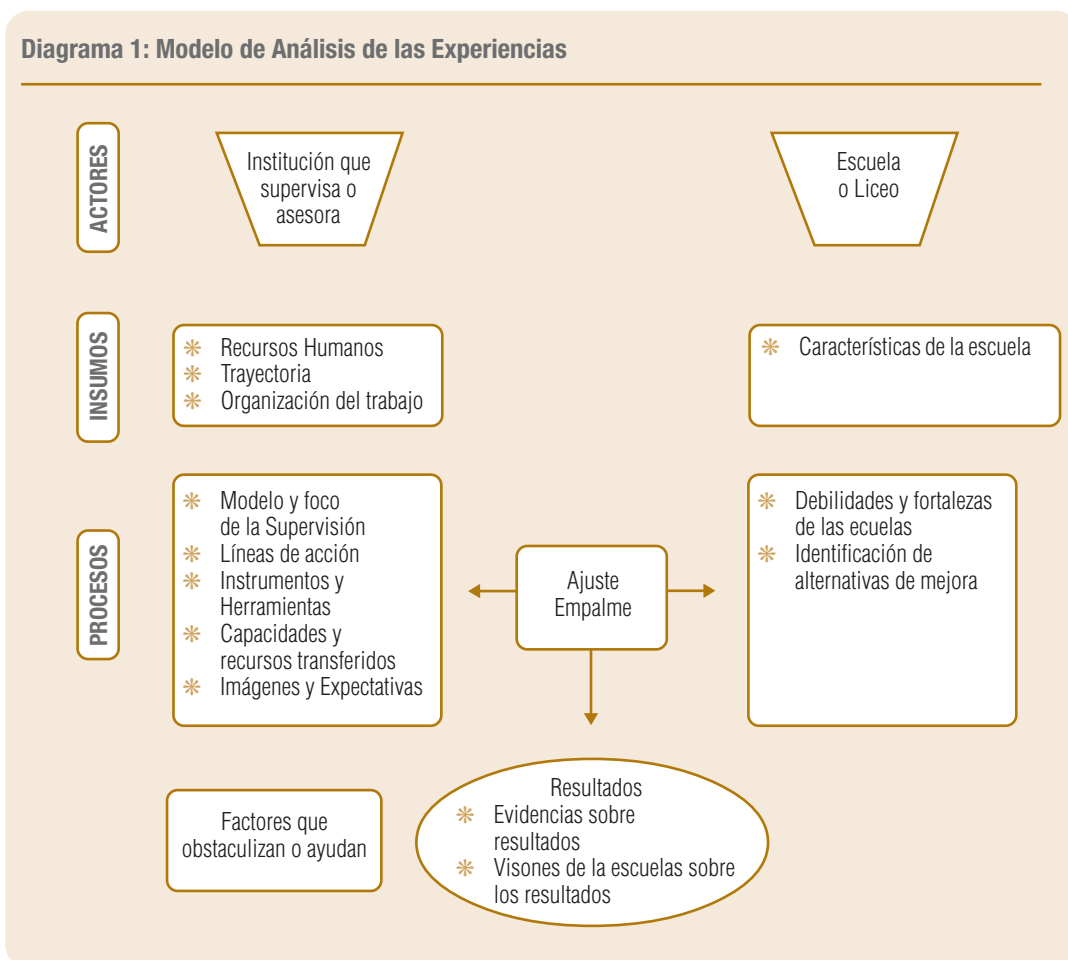 Diagrama 1: Modelo de Análisis de las Experiencias
ACTORES
Institución que
supervisa o
asesora
Escuela
o Liceo
INSUMOS
❋ Recursos Humanos
❋ Trayectoria
❋ Organización del trabajo
❋ Características de la escuela
PROCESOS
❋ Modelo y foco
de la Supervisión
❋ Líneas de acción
❋ Instrumentos y
Herramientas
❋ Capacidades y
recursos transferidos
❋ Imágenes y Expectativas
Ajuste
Empalme
❋ Debilidades y fortalezas
de las ecuelas
❋ Identificación de
alternativas de mejora
Factores que
obstaculizan o ayudan
Resultados
❋ Evidencias sobre
resultados
❋ Visones de la escuelas sobre
los resultados